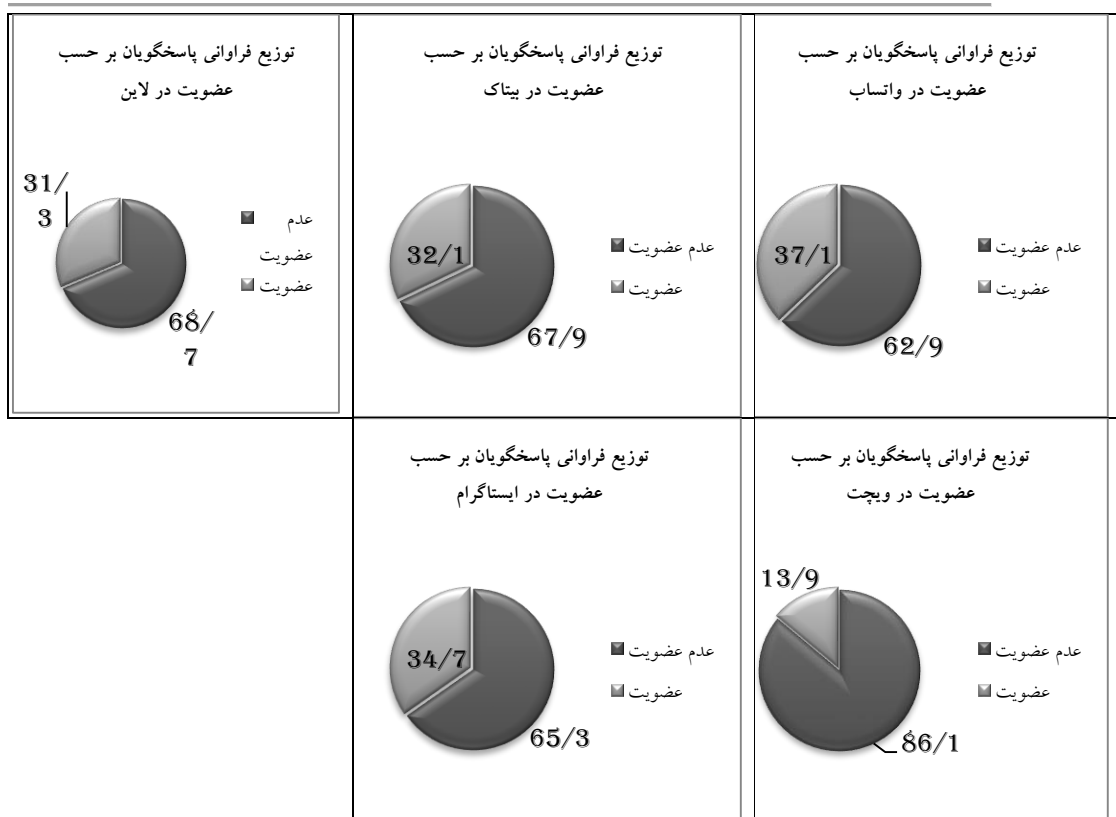 توزیع فراوانی پاسخگویان بر حسب
عضویت در واتساب
37/1
62/9
عدم عضویت
عضویت
توزیع فراوانی پاسخگویان بر حسب
عضویت در بیتاک
32/1
67/9
عدم عضویت
عضویت
توزیع فراوانی پاسخگویان بر حسب
عضویت در لاین
31/
3
68/
7
عدم
عضویت
عضویت
توزیع فراوانی پاسخگویان بر حسب
عضویت در ویچت
13/9
86/1
عدم عضویت
عضویت
توزیع فراوانی پاسخگویان بر حسب
عضویت در ایستاگرام
34/7
65/3
عدم عضویت
عضویت